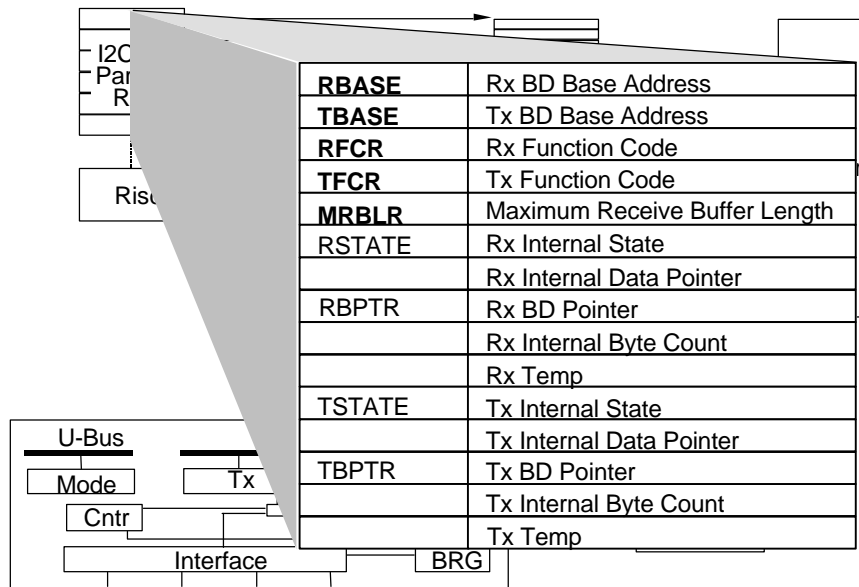 I2C
Par
R
Risc
RBASE Rx BD Base Address
TBASE Tx BD Base Address
RFCR Rx Function Code
TFCR Tx Function Code
MRBLR Maximum Receive Buffer Length
RSTATE Rx Internal State
Rx Internal Data Pointer
RBPTR Rx BD Pointer
Rx Internal Byte Count
Rx Temp
TSTATE Tx Internal State
Tx Internal Data Pointer
TBPTR Tx BD Pointer
Tx Internal Byte Count
Tx Temp
U-Bus
Mode Tx
Cntr
Interface BRG